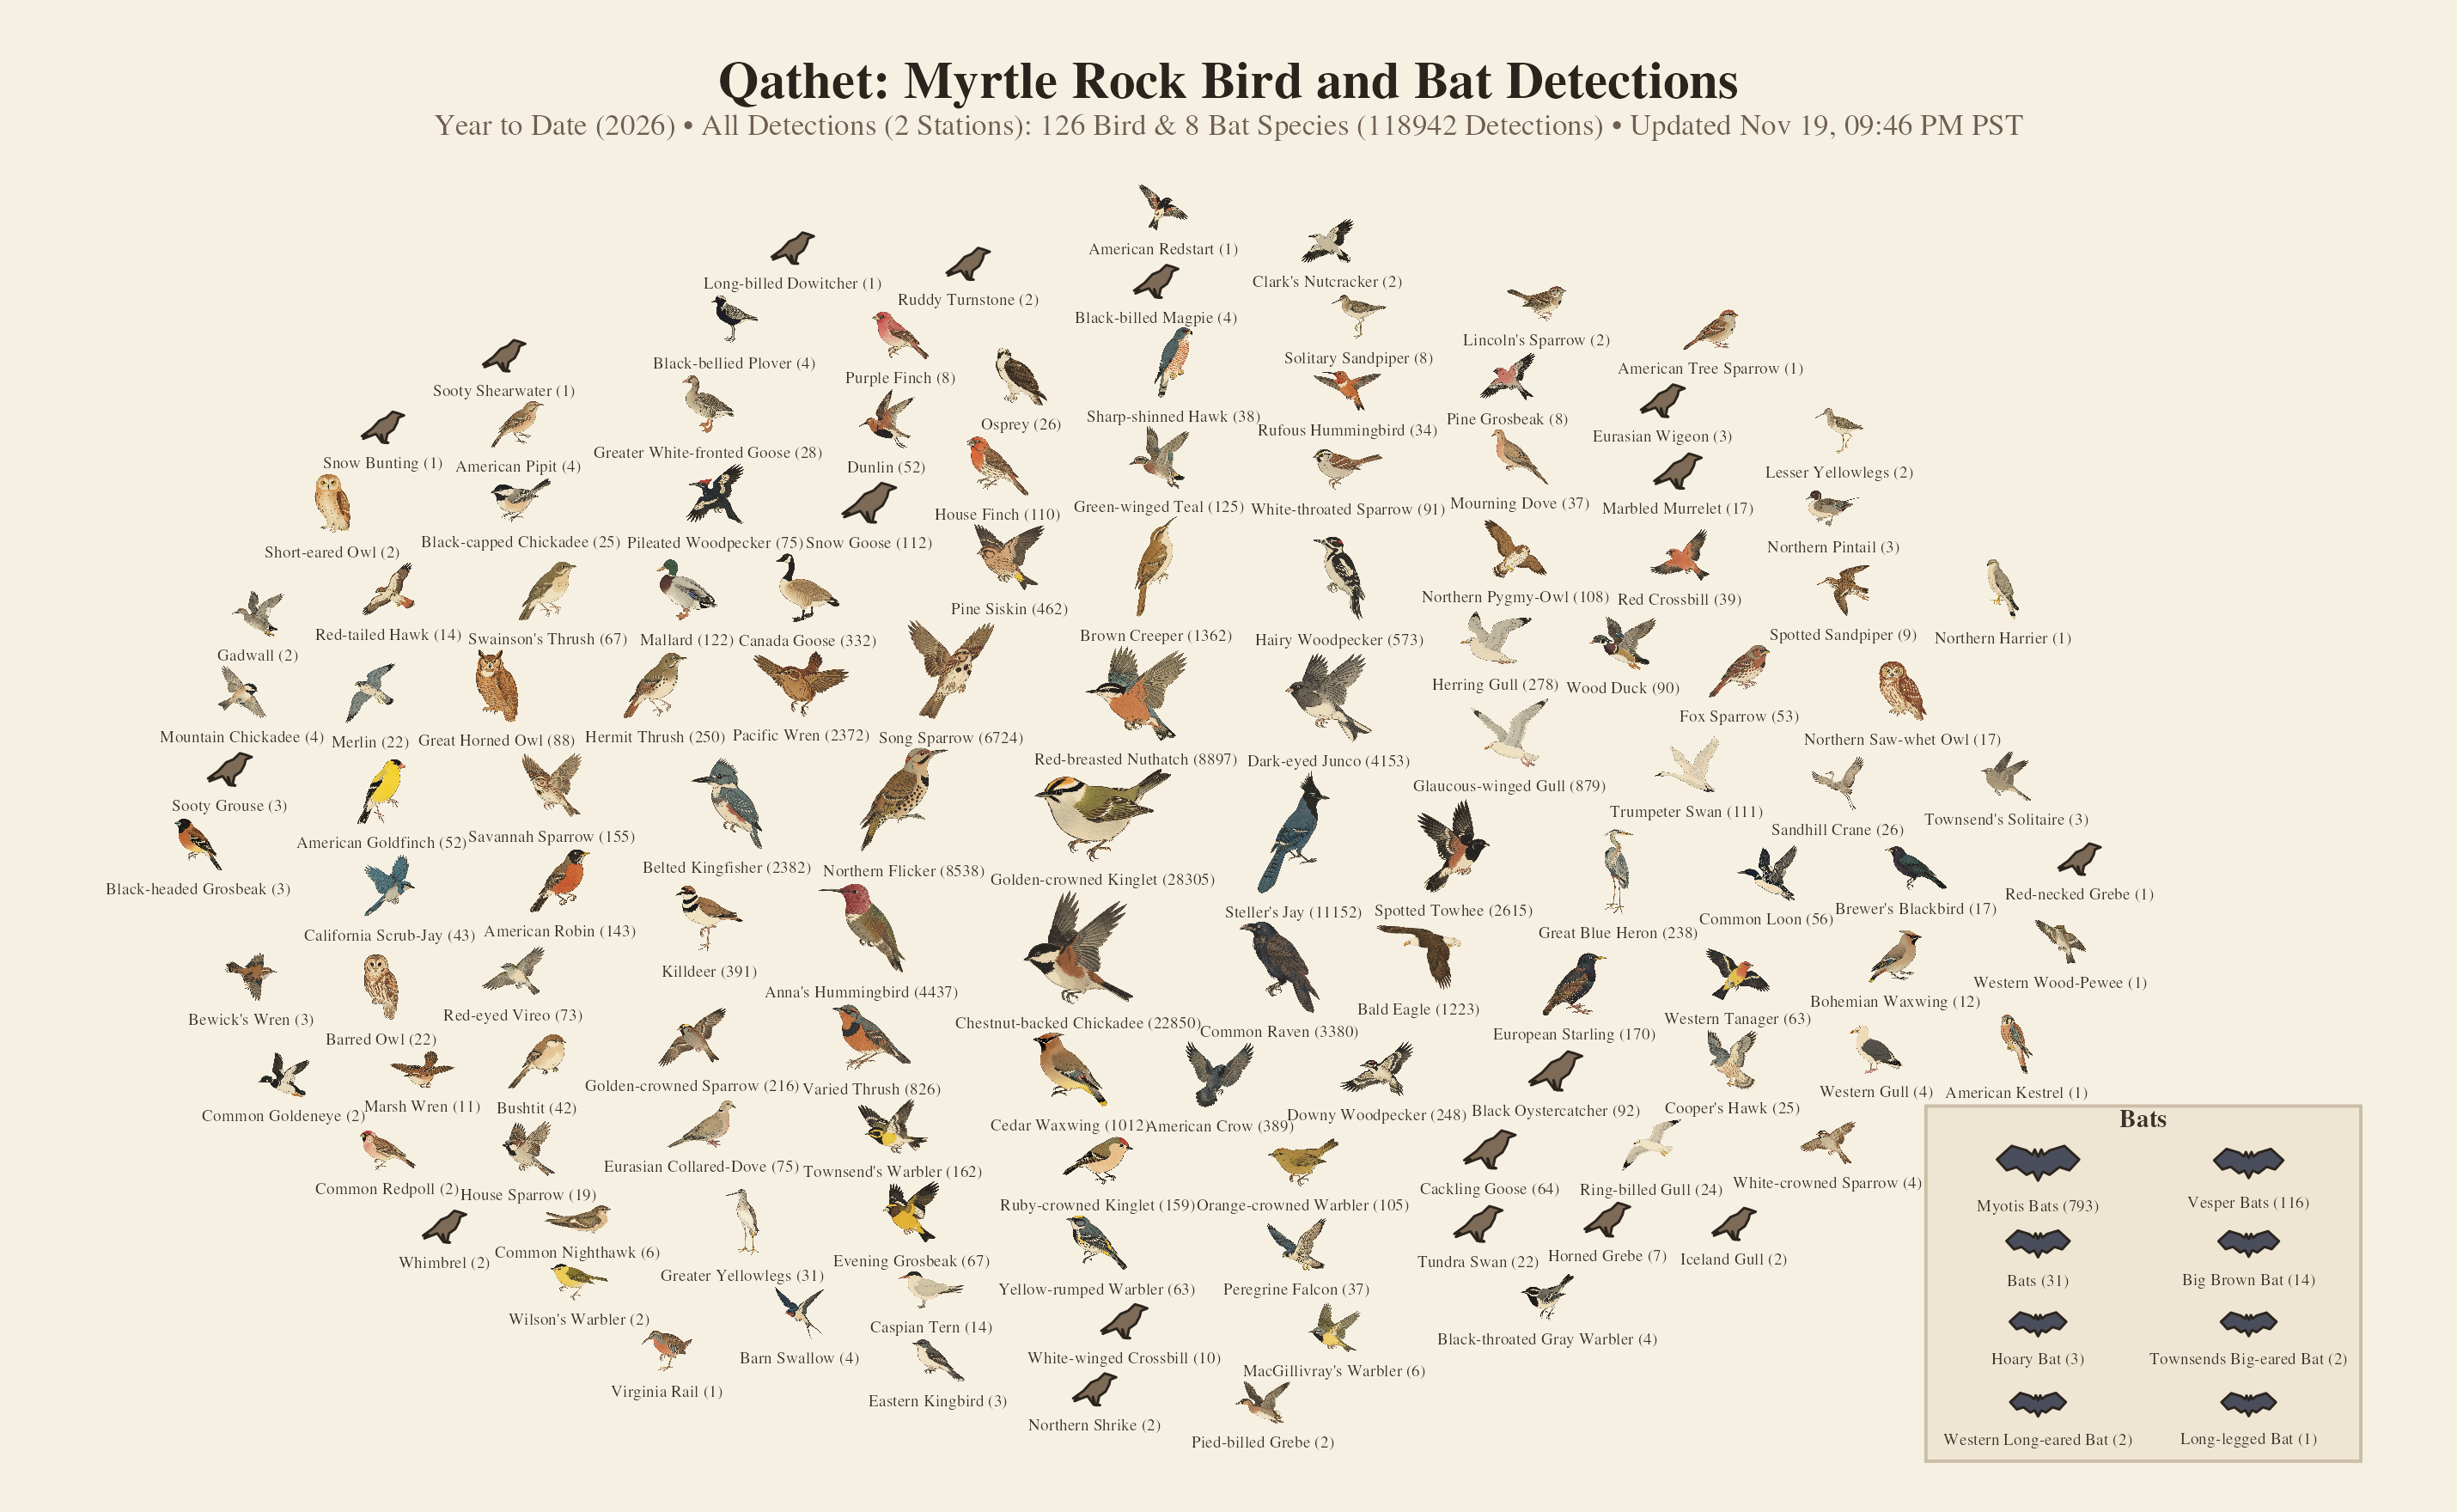 Qathet: Myrtle Rock Bird and Bat Detections
Year to Date (2026) • All Detections (2 Stations): 126 Bird & 8 Bat Species (118942 Detections) • Updated Nov 19, 09:46 PM PST
American Redstart (1)
Clark's Nutcracker (2)
Long-billed Dowitcher (1)
Ruddy Turnstone (2)
Black-billed Magpie (4)
Lincoln's Sparrow (2)
Black-bellied Plover (4)
Solitary Sandpiper (8)
American Tree Sparrow (1)
Purple Finch (8)
Sooty Shearwater (1)
Osprey (26)
Sharp-shinned Hawk (38)
Rufous Hummingbird (34)
Pine Grosbeak (8)
Eurasian Wigeon (3)
Snow Bunting (1)
American Pipit (4)
Greater White-fronted Goose (28)
Dunlin (52)
Lesser Yellowlegs (2)
House Finch (110)
Green-winged Teal (125)
White-throated Sparrow (91)
Mourning Dove (37)
Marbled Murrelet (17)
Short-eared Owl (2)
Black-capped Chickadee (25)
Pileated Woodpecker (75)
Snow Goose (112)
Northern Pintail (3)
Pine Siskin (462)
Northern Pygmy-Owl (108)
Red Crossbill (39)
Gadwall (2)
Red-tailed Hawk (14)
Swainson's Thrush (67)
Mallard (122)
Canada Goose (332)
Brown Creeper (1362)
Hairy Woodpecker (573)
Spotted Sandpiper (9)
Northern Harrier (1)
Herring Gull (278)
Wood Duck (90)
Mountain Chickadee (4)
Merlin (22)
Great Horned Owl (88)
Hermit Thrush (250)
Pacific Wren (2372)
Song Sparrow (6724)
Fox Sparrow (53)
Northern Saw-whet Owl (17)
Red-breasted Nuthatch (8897)
Dark-eyed Junco (4153)
Glaucous-winged Gull (879)
Sooty Grouse (3)
Trumpeter Swan (111)
Sandhill Crane (26)
Townsend's Solitaire (3)
American Goldfinch (52)
Savannah Sparrow (155)
Black-headed Grosbeak (3)
Belted Kingfisher (2382)
Northern Flicker (8538)
Golden-crowned Kinglet (28305)
Red-necked Grebe (1)
Steller's Jay (11152)
Spotted Towhee (2615)
Common Loon (56)
Brewer's Blackbird (17)
California Scrub-Jay (43)
American Robin (143)
Great Blue Heron (238)
Killdeer (391)
Western Wood-Pewee (1)
Anna's Hummingbird (4437)
Bald Eagle (1223)
Bohemian Waxwing (12)
Bewick's Wren (3)
Red-eyed Vireo (73)
Chestnut-backed Chickadee (22850)
Common Raven (3380)
European Starling (170)
Western Tanager (63)
Barred Owl (22)
Golden-crowned Sparrow (216)
Varied Thrush (826)
Western Gull (4)
American Kestrel (1)
Common Goldeneye (2)
Marsh Wren (11)
Bushtit (42)
Cedar Waxwing (1012)
American Crow (389)
Downy Woodpecker (248)
Black Oystercatcher (92)
Cooper's Hawk (25)
Eurasian Collared-Dove (75)
Townsend's Warbler (162)
Common Redpoll (2)
House Sparrow (19)
Ruby-crowned Kinglet (159)
Orange-crowned Warbler (105)
Cackling Goose (64)
Ring-billed Gull (24)
White-crowned Sparrow (4)
Whimbrel (2)
Common Nighthawk (6)
Greater Yellowlegs (31)
Evening Grosbeak (67)
Yellow-rumped Warbler (63)
Peregrine Falcon (37)
Tundra Swan (22)
Horned Grebe (7)
Iceland Gull (2)
Wilson's Warbler (2)
Barn Swallow (4)
Caspian Tern (14)
White-winged Crossbill (10)
MacGillivray's Warbler (6)
Black-throated Gray Warbler (4)
Virginia Rail (1)
Eastern Kingbird (3)
Northern Shrike (2)
Pied-billed Grebe (2)
Bats
Myotis Bats (793)
Vesper Bats (116)
Bats (31)
Big Brown Bat (14)
Hoary Bat (3)
Townsends Big-eared Bat (2)
Western Long-eared Bat (2)
Long-legged Bat (1)